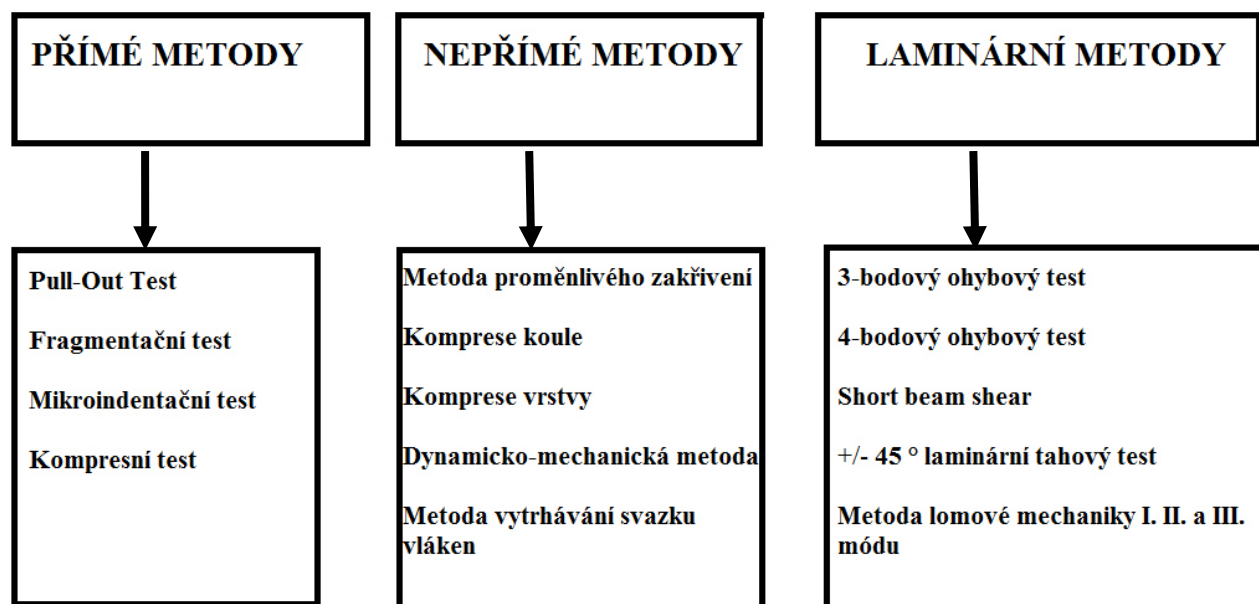 PŘÍMÉ METODY
Pull-Out Test
Fragmentační test
Mikroindentační test
Kompresní test
NEPŘÍMÉ METODY
Metoda proměnlivého zakřivení
Komprese koule
Komprese vrstvy
Dynamicko-mechanická metoda
Metoda vytrhávání svazku
vláken
LAMINÁRNÍ METODY
3-bodový ohybový test
4-bodový ohybový test
Short beam shear
+/- 45 ° laminární tahový test
Metoda lomové mechaniky I. II. a III.
módu